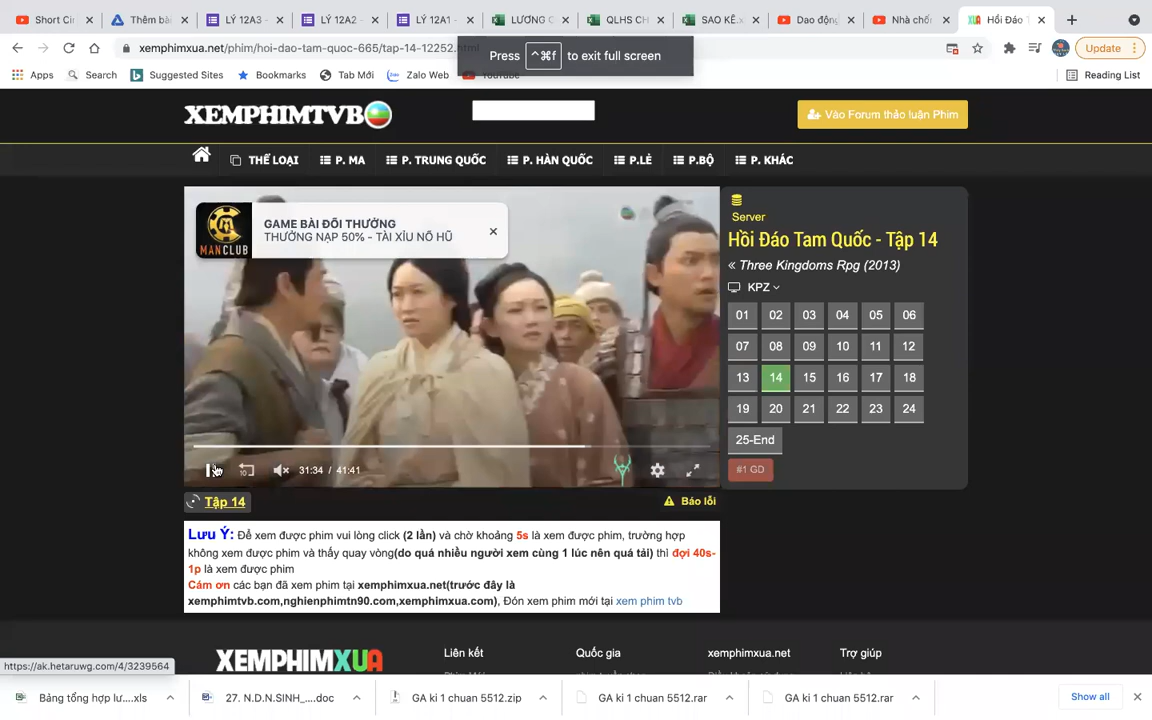 Short Ci
Thêm bài
LÝ 12A3 -
LÝ 12A2 -
LÝ 12A1 -
LƯƠNG C
QLHS CH
SAO KÊ.x
Dao động
Nhà chốn
Hồi Đáo T
xemphimxua.net/phim/hoi-dao-tam-quoc-665/tap-14-12252.html
Update
Press ^⌘f to exit full screen
Apps
Search
Suggested Sites
Bookmarks
Tab Mới
Zalo Web
YouTube
Reading List
XEMPHIMTVB
Vào Forum thảo luận Phim
THỂ LOẠI
P. MA
P. TRUNG QUỐC
P. HÀN QUỐC
P.LẺ
P.BỘ
P. KHÁC
MANCLUB
GAME BÀI ĐỔI THƯỞNG
THƯỞNG NẠP 50% - TÀI XÍU NỔ HŨ
Server
Hồi Đáo Tam Quốc - Tập 14
« Three Kingdoms Rpg (2013)
KPZ
01 02 03 04 05 06
07 08 09 10 11 12
13 14 15 16 17 18
19 20 21 22 23 24
25-End
#1 GD
10
31:34 / 41:41
Tập 14
Báo lỗi
Lưu Ý: Để xem được phim vui lòng click (2 lần) và chờ khoảng 5s là xem được phim, trường hợp
không xem được phim và thấy quay vòng(do quá nhiều người xem cùng 1 lúc nên quá tải) thì đợi 40s-
1p là xem được phim
Cám ơn các bạn đã xem phim tại xemphimxua.net(trước đây là
xemphimtvb.com,nghienphimtn90.com,xemphimxua.com), Đón xem phim mới tại xem phim tvb
XEMPHIMXUA
Liên kết
Quốc gia
xemphimxua.net
Trợ giúp
https://ak.hetaruwg.com/4/3239564
Bảng tổng hợp lư....xls
27. N.D.N.SINH_....doc
GA ki 1 chuan 5512.zip
GA ki 1 chuan 5512.rar
GA ki 1 chuan 5512.rar
Show all